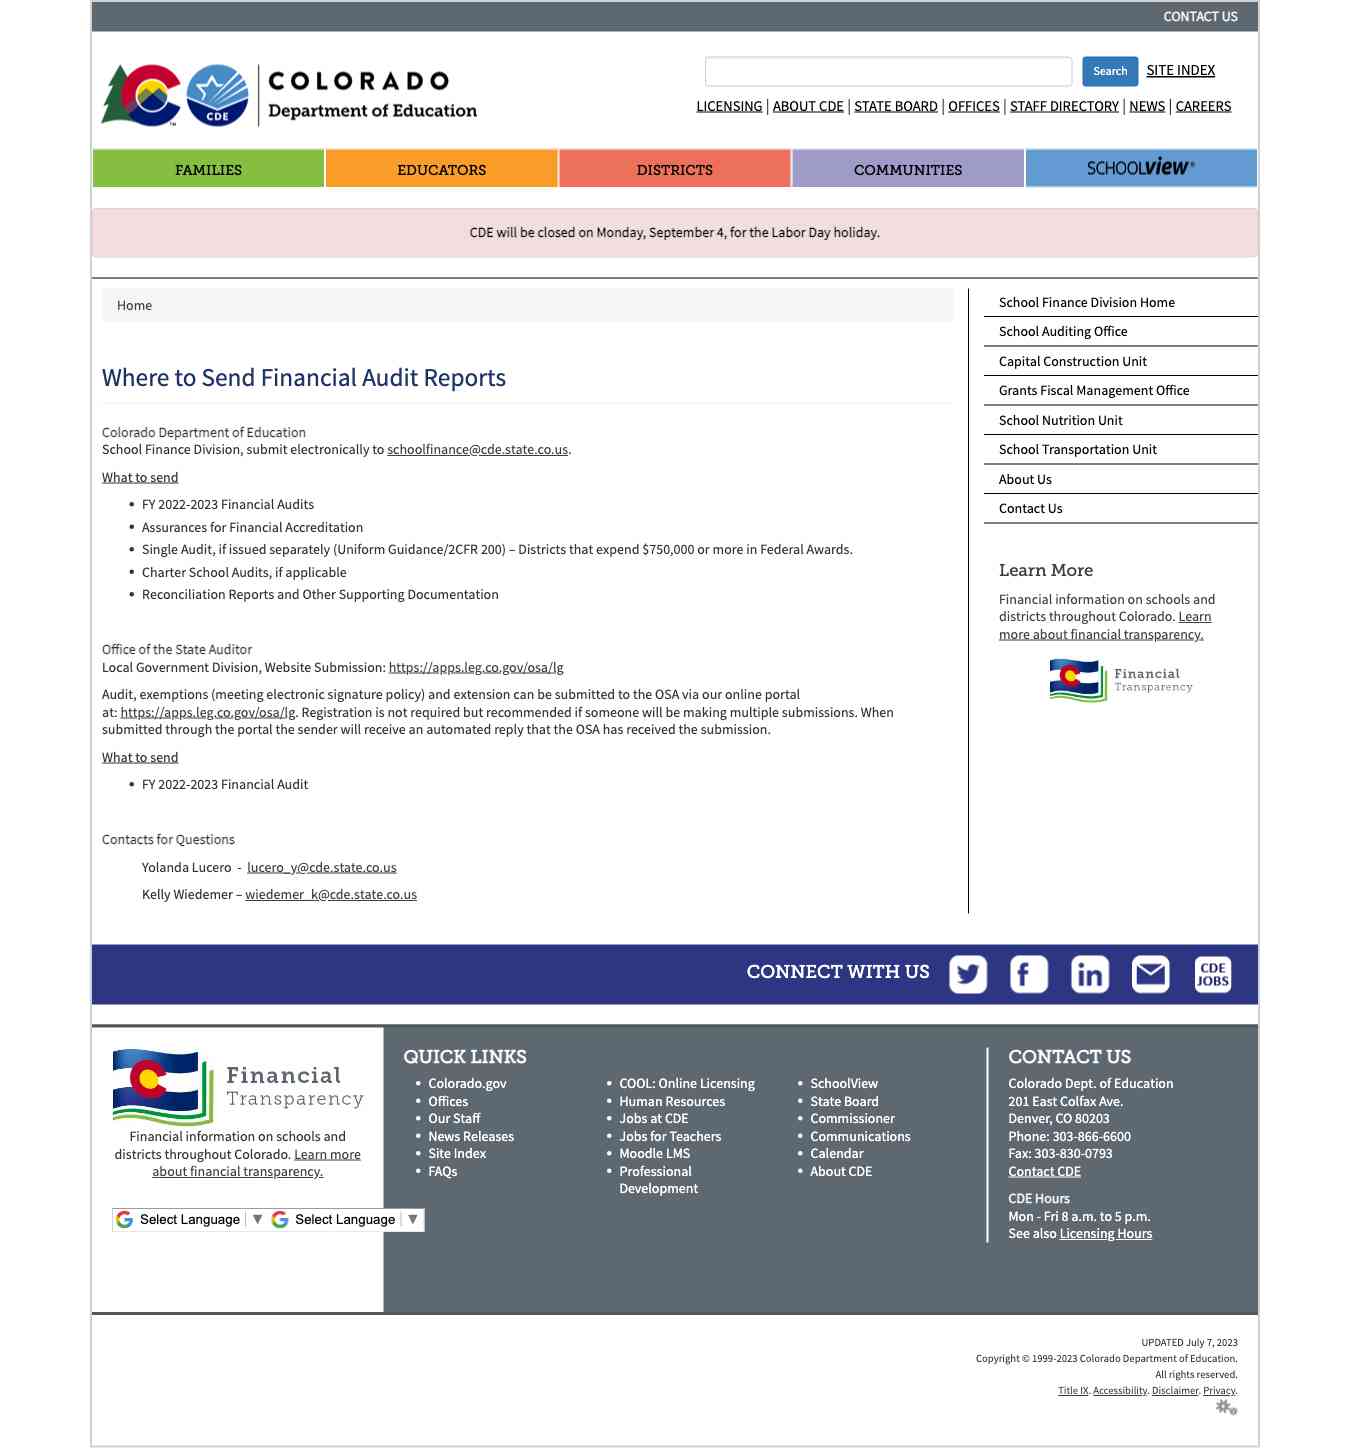 CONTACT US
COLORADO
Department of Education
CDE
TM
Search
SITE INDEX
LICENSING | ABOUT CDE | STATE BOARD | OFFICES | STAFF DIRECTORY | NEWS | CAREERS
FAMILIES
EDUCATORS
DISTRICTS
COMMUNITIES
SCHOOLVIEW®
CDE will be closed on Monday, September 4, for the Labor Day holiday.
Home
Where to Send Financial Audit Reports
Colorado Department of Education
School Finance Division, submit electronically to schoolfinance@cde.state.co.us.
What to send
• FY 2022-2023 Financial Audits
• Assurances for Financial Accreditation
• Single Audit, if issued separately (Uniform Guidance/2CFR 200) – Districts that expend $750,000 or more in Federal Awards.
• Charter School Audits, if applicable
• Reconciliation Reports and Other Supporting Documentation
Office of the State Auditor
Local Government Division, Website Submission: https://apps.leg.co.gov/osa/lg
Audit, exemptions (meeting electronic signature policy) and extension can be submitted to the OSA via our online portal
at: https://apps.leg.co.gov/osa/lg. Registration is not required but recommended if someone will be making multiple submissions. When
submitted through the portal the sender will receive an automated reply that the OSA has received the submission.
What to send
• FY 2022-2023 Financial Audit
Contacts for Questions
Yolanda Lucero - lucero_y@cde.state.co.us
Kelly Wiedemer – wiedemer_k@cde.state.co.us
School Finance Division Home
School Auditing Office
Capital Construction Unit
Grants Fiscal Management Office
School Nutrition Unit
School Transportation Unit
About Us
Contact Us
Learn More
Financial information on schools and
districts throughout Colorado. Learn
more about financial transparency.
Financial
Transparency
CONNECT WITH US
CDE
JOBS
Financial
Transparency
Financial information on schools and
districts throughout Colorado. Learn more
about financial transparency.
Select Language ▼
Select Language ▼
QUICK LINKS
• Colorado.gov
• Offices
• Our Staff
• News Releases
• Site Index
• FAQs
• COOL: Online Licensing
• Human Resources
• Jobs at CDE
• Jobs for Teachers
• Moodle LMS
• Professional
Development
• SchoolView
• State Board
• Commissioner
• Communications
• Calendar
• About CDE
CONTACT US
Colorado Dept. of Education
201 East Colfax Ave.
Denver, CO 80203
Phone: 303-866-6600
Fax: 303-830-0793
Contact CDE
CDE Hours
Mon - Fri 8 a.m. to 5 p.m.
See also Licensing Hours
UPDATED July 7, 2023
Copyright © 1999-2023 Colorado Department of Education.
All rights reserved.
Title IX. Accessibility. Disclaimer. Privacy.